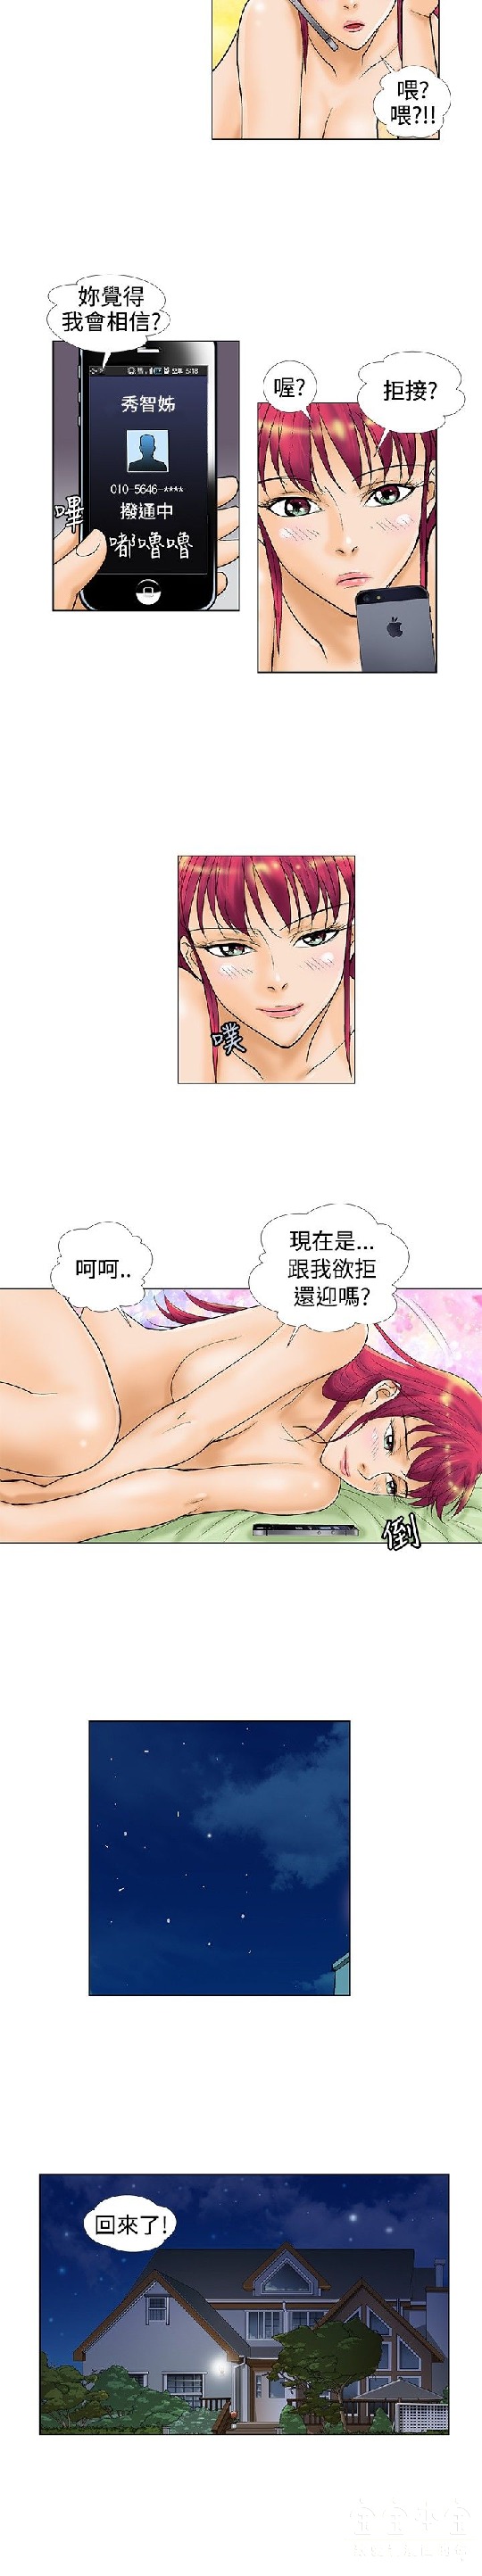 喂?
喂?!!
妳覺得
我會相信?
5/18
秀智姊
010-5646-****
撥通中
嘟嚕嚕
嗶
喔?
拒接?
噗
呵呵..
現在是...
跟我欲拒
還迎嗎?
倒
回來了!